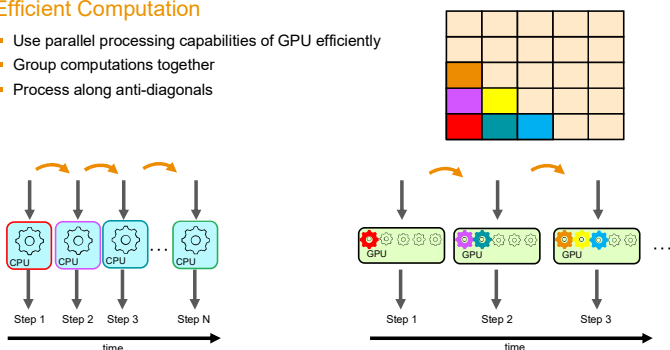 Efficient Computation
Use parallel processing capabilities of GPU efficiently
Group computations together
Process along anti-diagonals
CPU CPU CPU ... CPU
Step 1 Step 2 Step 3 Step N
time
GPU GPU GPU ...
Step 1 Step 2 Step 3
time